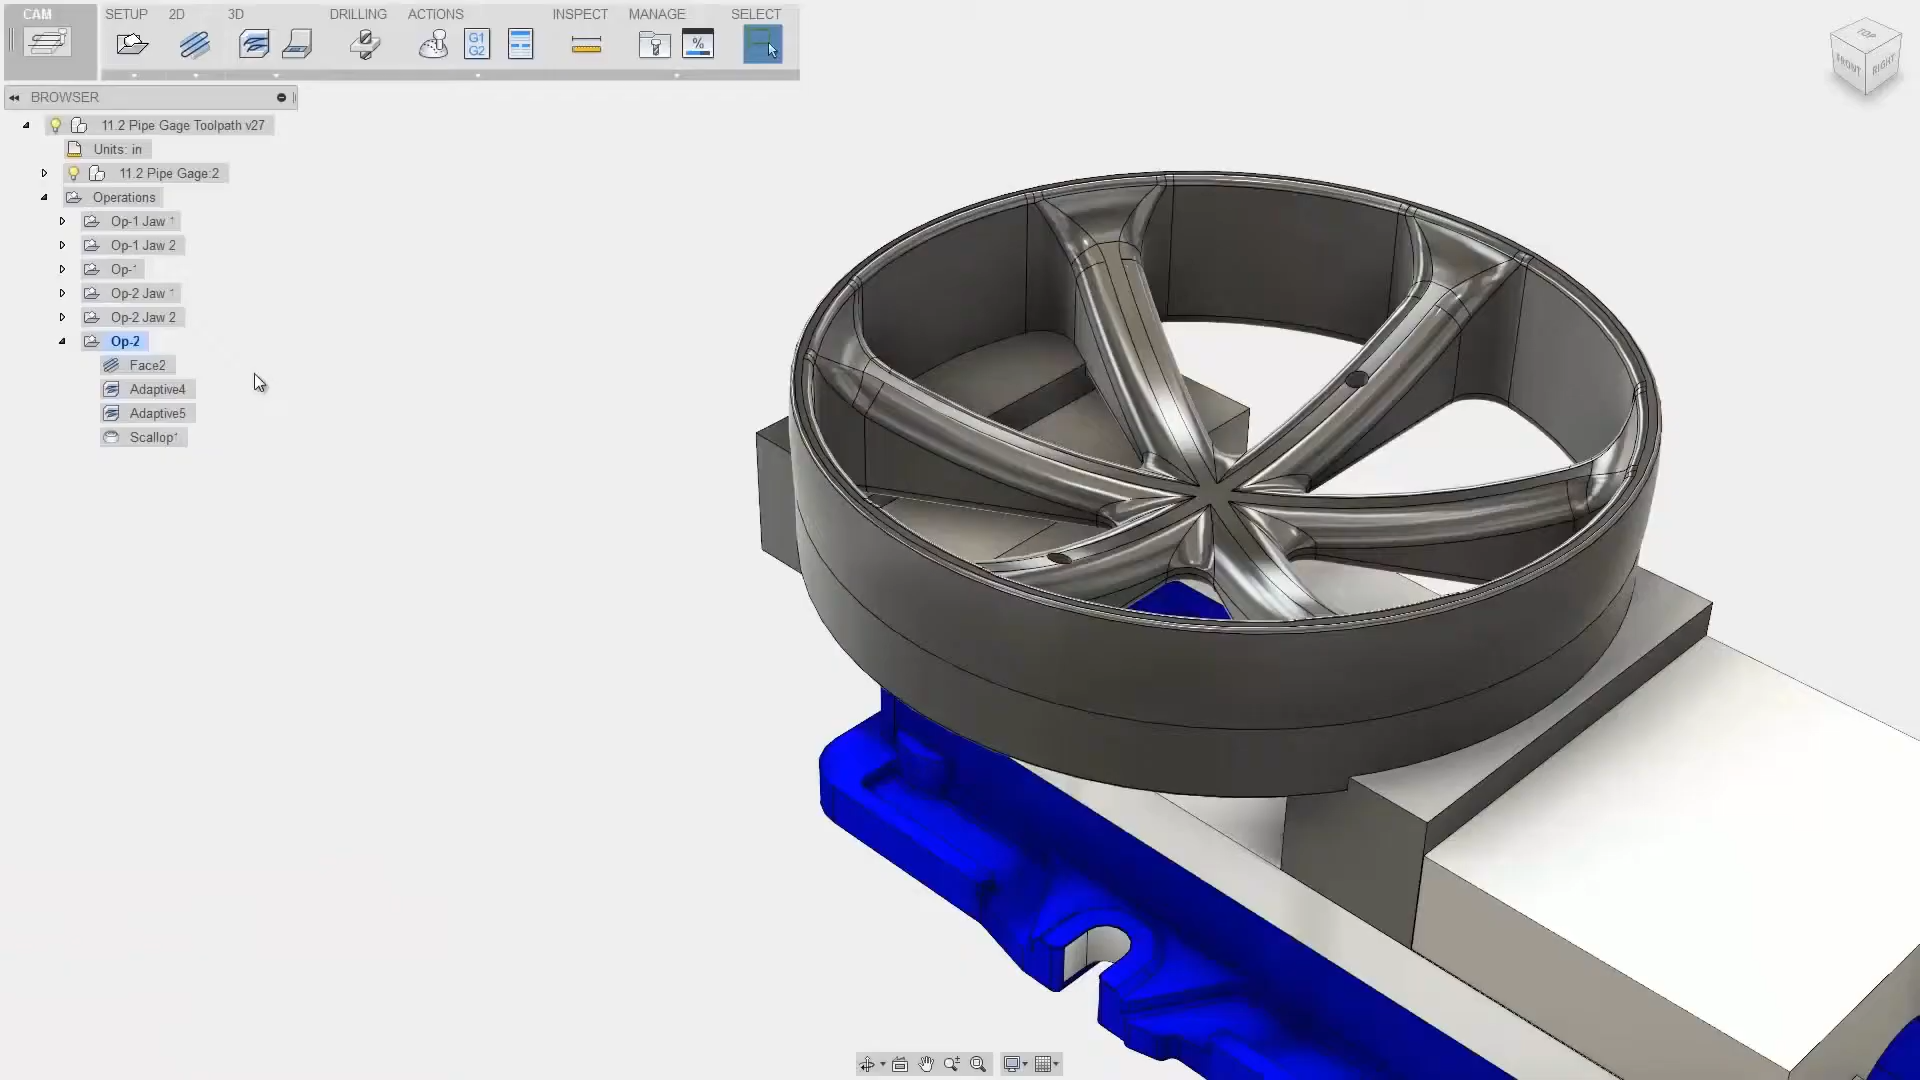 CAM
SETUP 2D 3D DRILLING ACTIONS INSPECT MANAGE SELECT
G1
G2
%
BROWSER
11.2 Pipe Gage Toolpath v27
Units: in
11.2 Pipe Gage:2
Operations
Op-1 Jaw 1
Op-1 Jaw 2
Op-1
Op-2 Jaw 1
Op-2 Jaw 2
Op-2
Face2
Adaptive4
Adaptive5
Scallop1
TOP
FRONT RIGHT